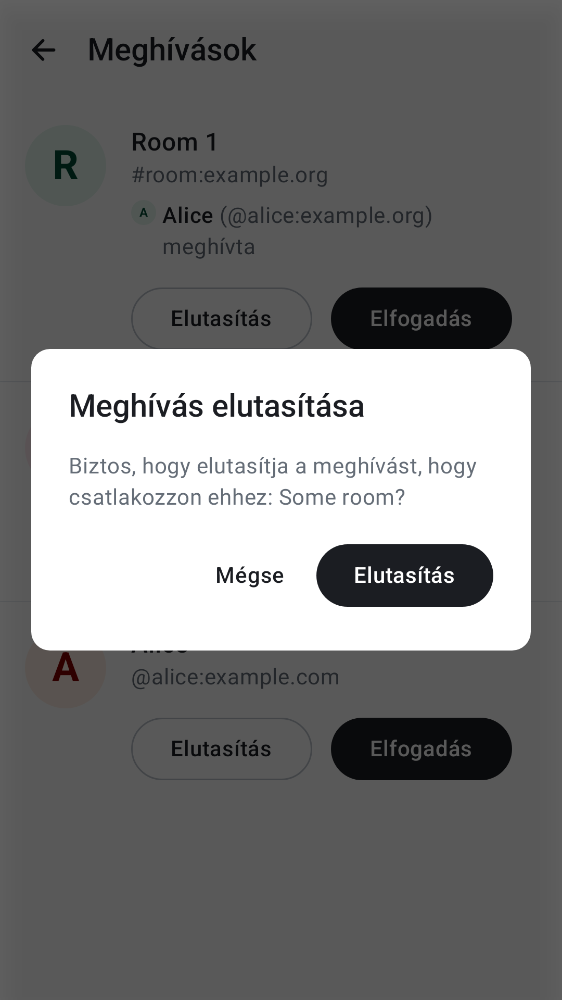 Meghívások
R
Room 1
#room:example.org
A
Alice (@alice:example.org)
meghívta
Elutasítás
Elfogadás
Meghívás elutasítása
Biztos, hogy elutasítja a meghívást, hogy
csatlakozzon ehhez: Some room?
Mégse
Elutasítás
A
Alice
@alice:example.com
Elutasítás
Elfogadás